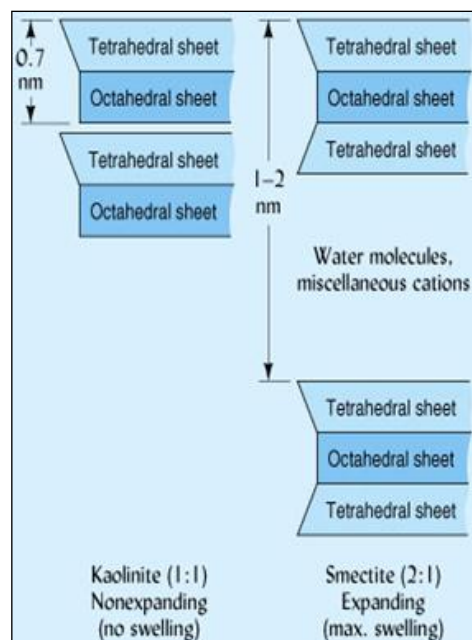 0.7
nm
Tetrahedral sheet
Octahedral sheet
Tetrahedral sheet
Octahedral sheet
Kaolinite (1:1)
Nonexpanding
(no swelling)
1–2
nm
Tetrahedral sheet
Octahedral sheet
Tetrahedral sheet
Water molecules,
miscellaneous cations
Tetrahedral sheet
Octahedral sheet
Tetrahedral sheet
Smectite (2:1)
Expanding
(max. swelling)